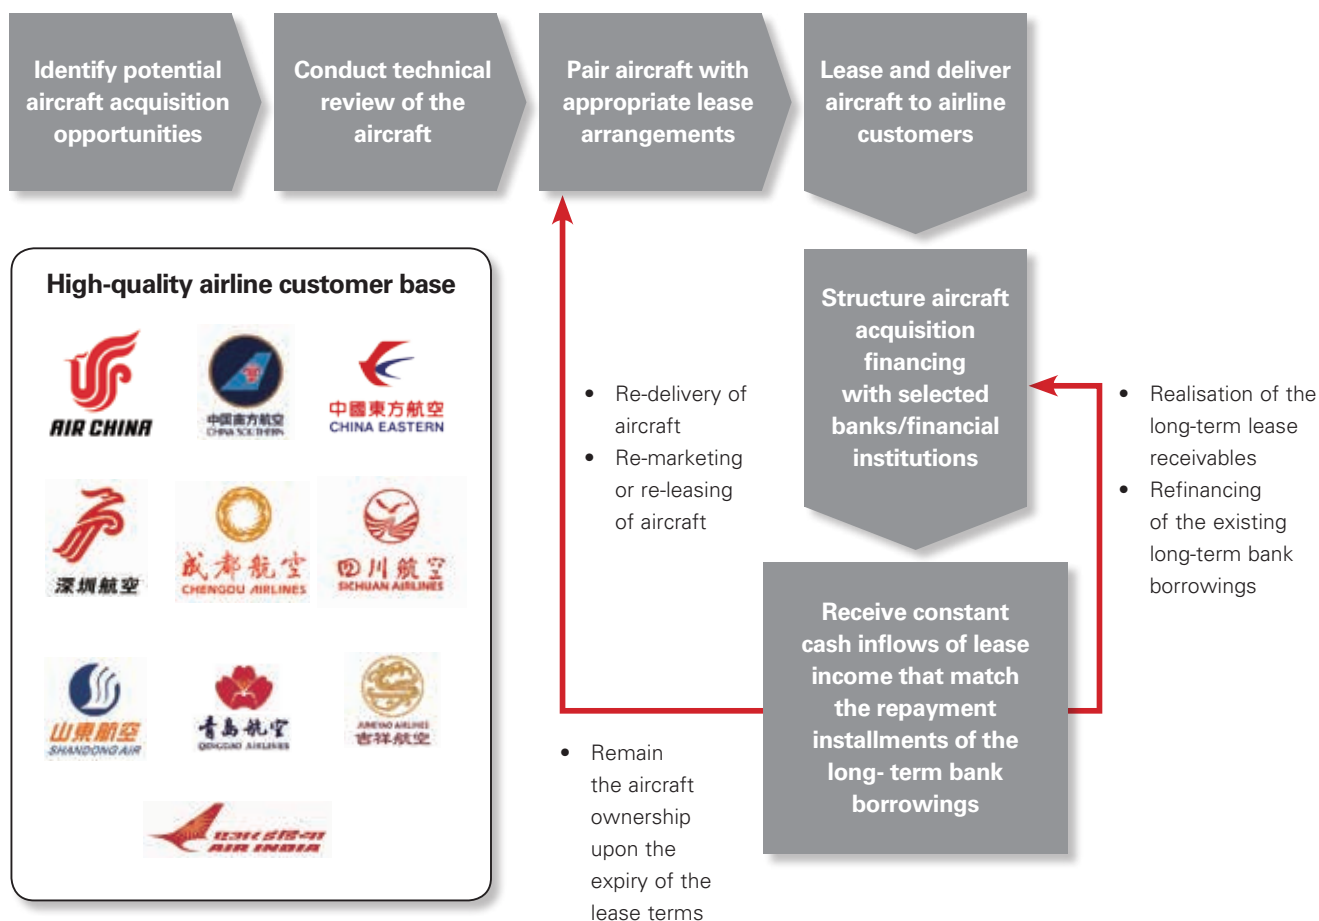 Identify potential
aircraft acquisition
opportunities
Conduct technical
review of the
aircraft
Pair aircraft with
appropriate lease
arrangements
Lease and deliver
aircraft to airline
customers
High-quality airline customer base
AIR CHINA
中国南方航空
CHINA SOUTHERN
中國東方航空
CHINA EASTERN
深圳航空
成都航空
CHENGDU AIRLINES
四川航空
SICHUAN AIRLINES
山東航空
SHANDONG AIR
青島航空
QINGDAO AIRLINES
JUNEYAO AIRLINES
吉祥航空
एअर इंडिया
AIR INDIA
• Re-delivery of
aircraft
• Re-marketing
or re-leasing
of aircraft
• Remain
the aircraft
ownership
upon the
expiry of the
lease terms
Structure aircraft
acquisition
financing
with selected
banks/financial
institutions
Receive constant
cash inflows of lease
income that match
the repayment
installments of the
long- term bank
borrowings
• Realisation of the
long-term lease
receivables
• Refinancing
of the existing
long-term bank
borrowings